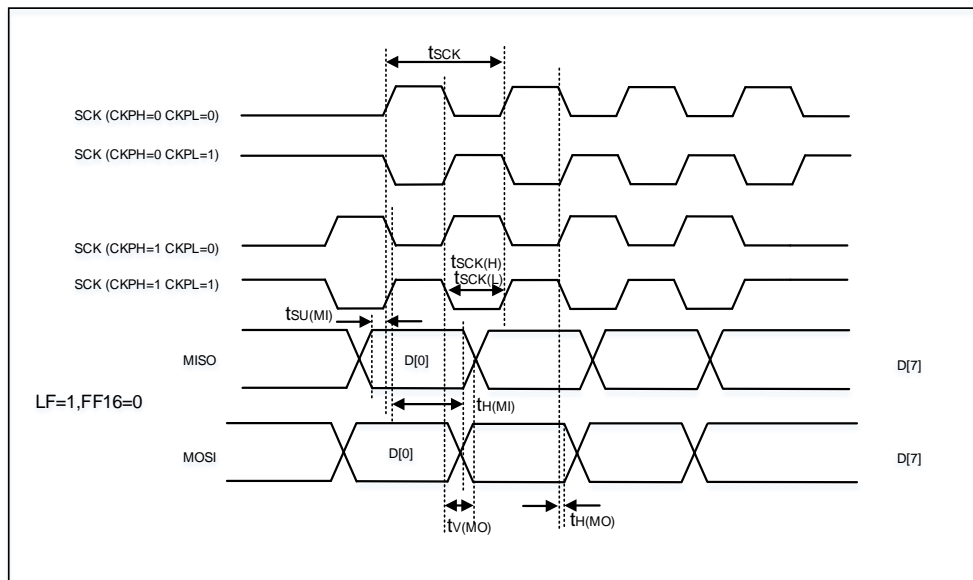 tSCK
SCK (CKPH=0 CKPL=0)
SCK (CKPH=0 CKPL=1)
SCK (CKPH=1 CKPL=0)
tSCK(H)
tSCK(L)
SCK (CKPH=1 CKPL=1)
tSU(MI)
MISO
D[0]
D[7]
LF=1,FF16=0
tH(MI)
MOSI
D[0]
D[7]
tV(MO)
tH(MO)